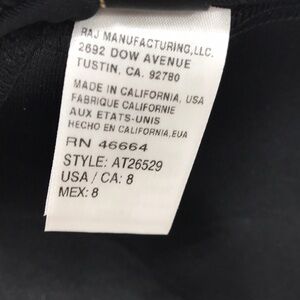 RAJ MANUFACTURING, LLC.
2692 DOW AVENUE
TUSTIN, CA. 92780
MADE IN CALIFORNIA, USA
FABRIQUE CALIFORNIE
AUX ETATS-UNIS
HECHO EN CALIFORNIA,EUA
RN 46664
STYLE: AT26529
USA / CA: 8
MEX: 8